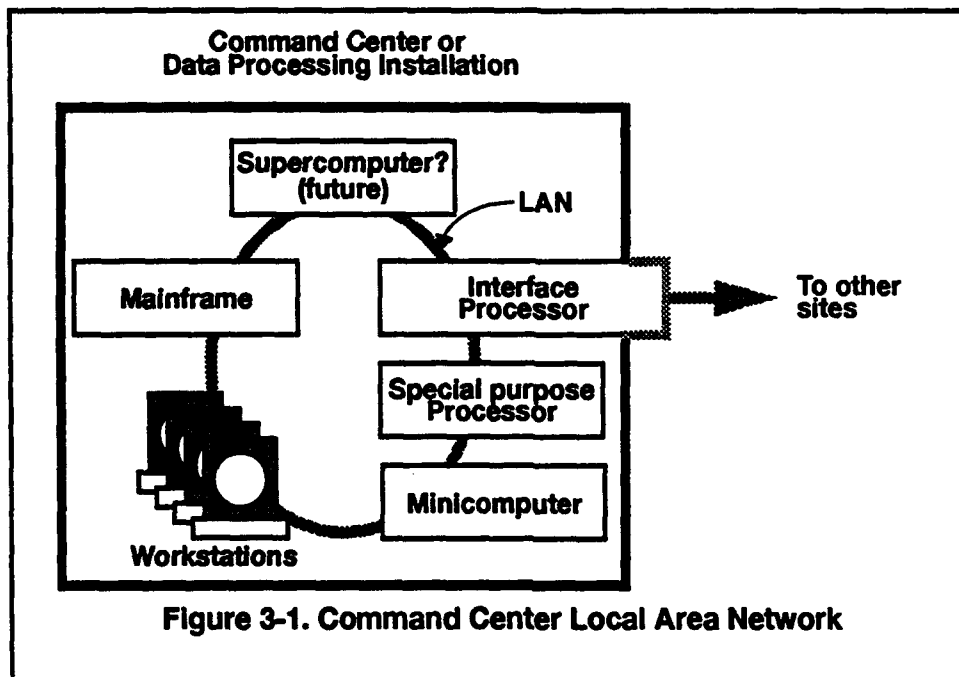 Command Center or
Data Processing Installation
Supercomputer?
(future)
LAN
Mainframe
Interface
Processor
To other
sites
Special purpose
Processor
Minicomputer
Workstations
Figure 3-1. Command Center Local Area Network